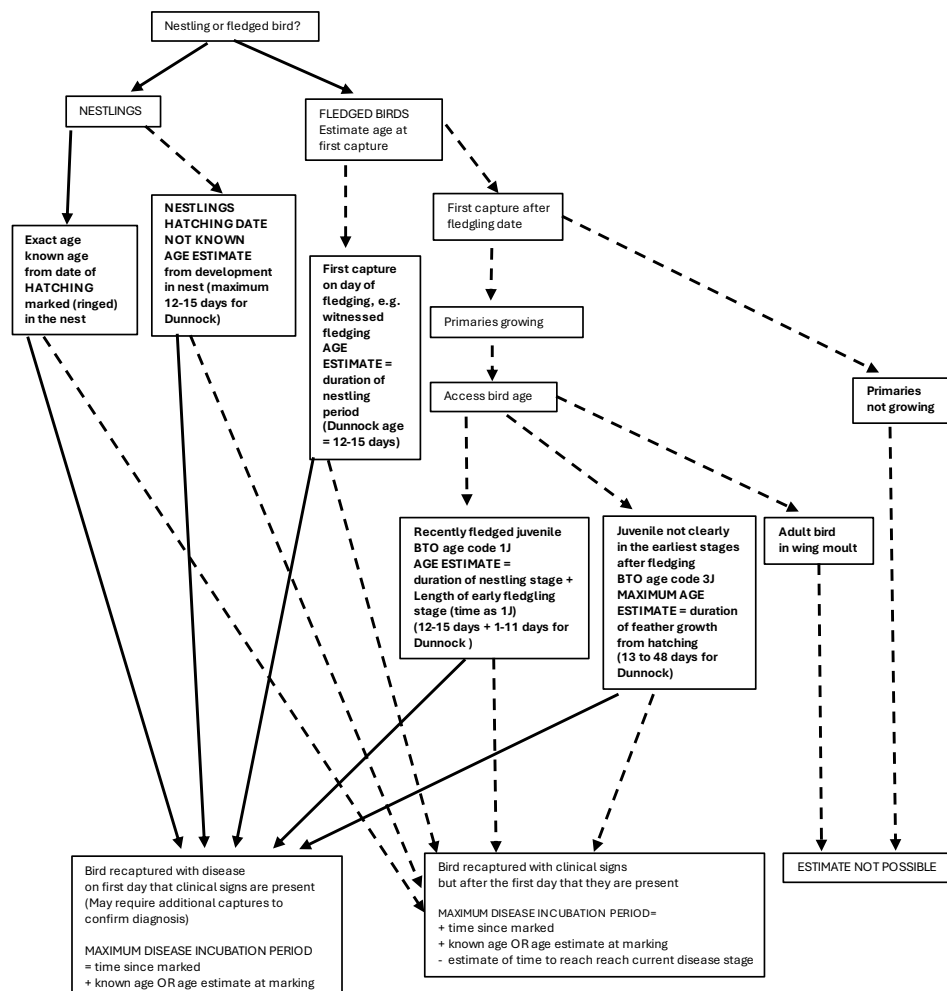 Nestling or fledged bird?
NESTLINGS
FLEDGED BIRDS
Estimate age at
first capture
First capture after
fledgling date
NESTLINGS
HATCHING DATE
NOT KNOWN
AGE ESTIMATE
from development
in nest (maximum
12-15 days for
Dunnock)
Exact age
known age
from date of
HATCHING
marked (ringed)
in the nest
First capture
on day of
fledging, e.g.
witnessed
fledging
AGE
ESTIMATE =
duration of
nestling
period
(Dunnock age
= 12-15 days)
Primaries growing
Access bird age
Primaries
not growing
Recently fledged juvenile
BTO age code 1J
AGE ESTIMATE =
duration of nestling stage +
Length of early fledgling
stage (time as 1J)
(12-15 days + 1-11 days for
Dunnock )
Juvenile not clearly
in the earliest stages
after fledging
BTO age code 3J
MAXIMUM AGE
ESTIMATE = duration
of feather growth
from hatching
(13 to 48 days for
Dunnock)
Adult bird
in wing moult
Bird recaptured with disease
on first day that clinical signs are present
(May require additional captures to
confirm diagnosis)
MAXIMUM DISEASE INCUBATION PERIOD
= time since marked
+ known age OR age estimate at marking
Bird recaptured with clinical signs
but after the first day that they are present
MAXIMUM DISEASE INCUBATION PERIOD=
+ time since marked
+ known age OR age estimate at marking
- estimate of time to reach reach current disease stage
ESTIMATE NOT POSSIBLE